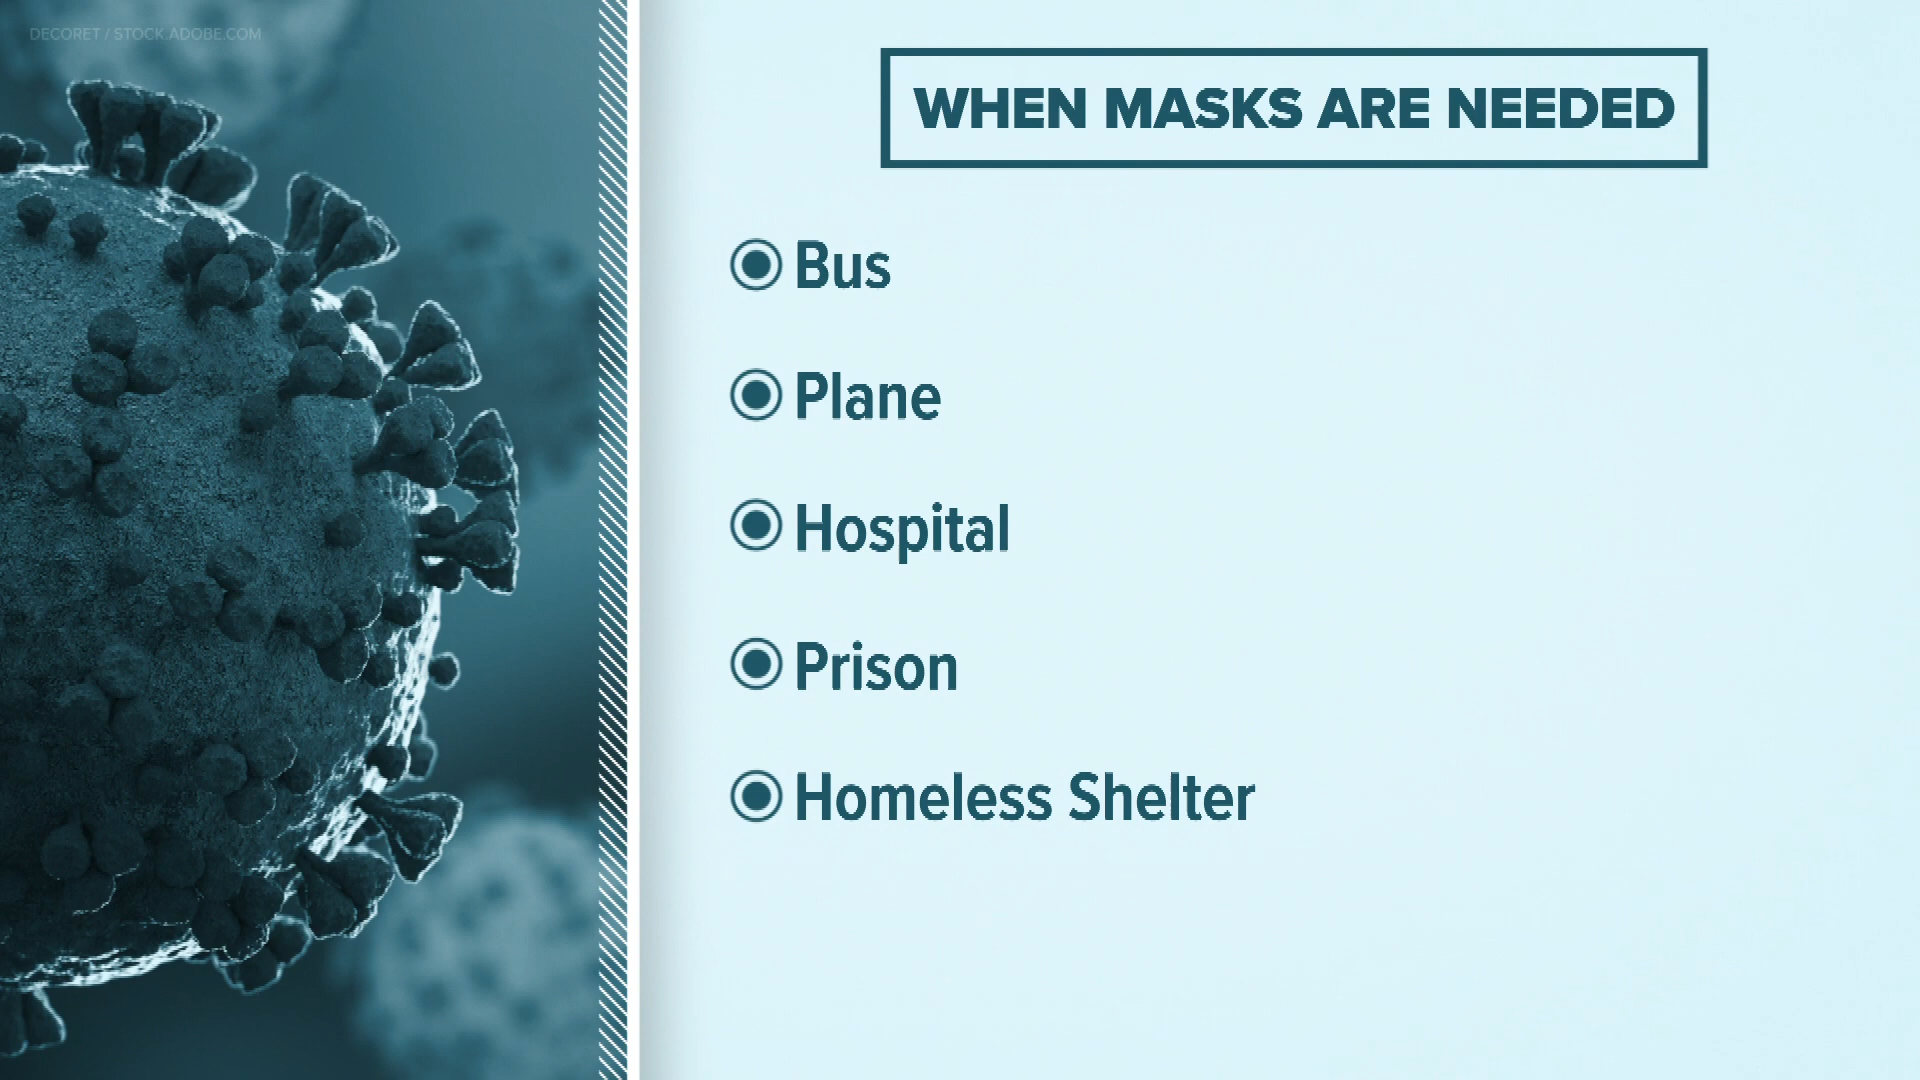 DECORET / STOCK.ADOBE.COM
WHEN MASKS ARE NEEDED
Bus
Plane
Hospital
Prison
Homeless Shelter